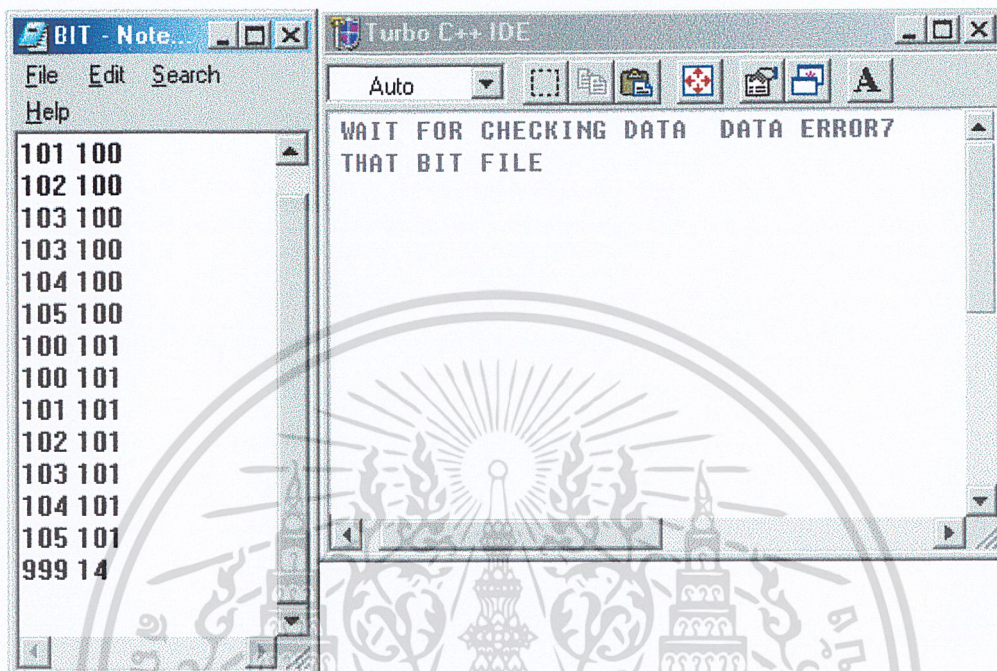 BIT - Note...
File Edit Search
Help
101 100
102 100
103 100
103 100
104 100
105 100
100 101
100 101
101 101
102 101
103 101
104 101
105 101
999 14
Turbo C++ IDE
Auto
A
WAIT FOR CHECKING DATA  DATA ERROR7
THAT BIT FILE